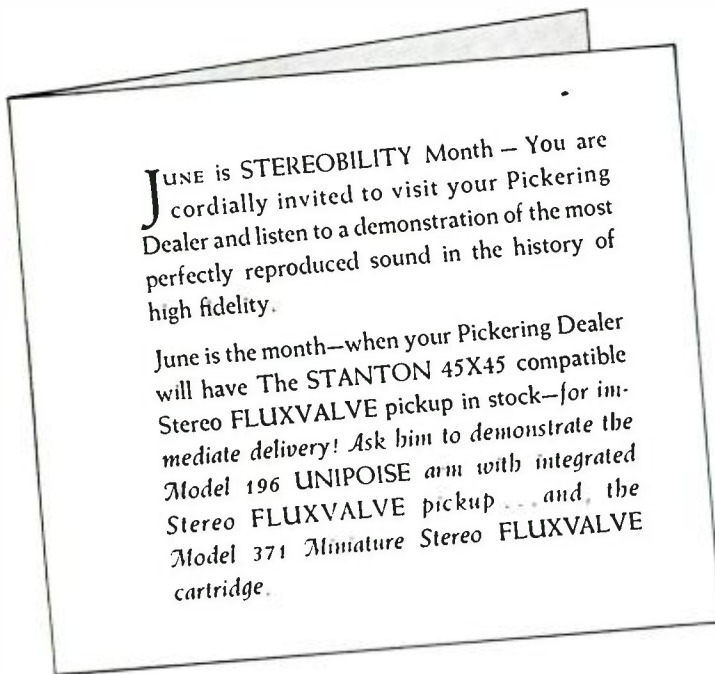 JUNE is STEREOBILITY Month – You are
cordially invited to visit your Pickering
Dealer and listen to a demonstration of the most
perfectly reproduced sound in the history of
high fidelity.
June is the month—when your Pickering Dealer
will have The STANTON 45X45 compatible
Stereo FLUXVALVE pickup in stock—for im-
mediate delivery! Ask him to demonstrate the
Model 196 UNIPOISE arm with integrated
Stereo FLUXVALVE pickup ... and, the
Model 371 Miniature Stereo FLUXVALVE
cartridge.